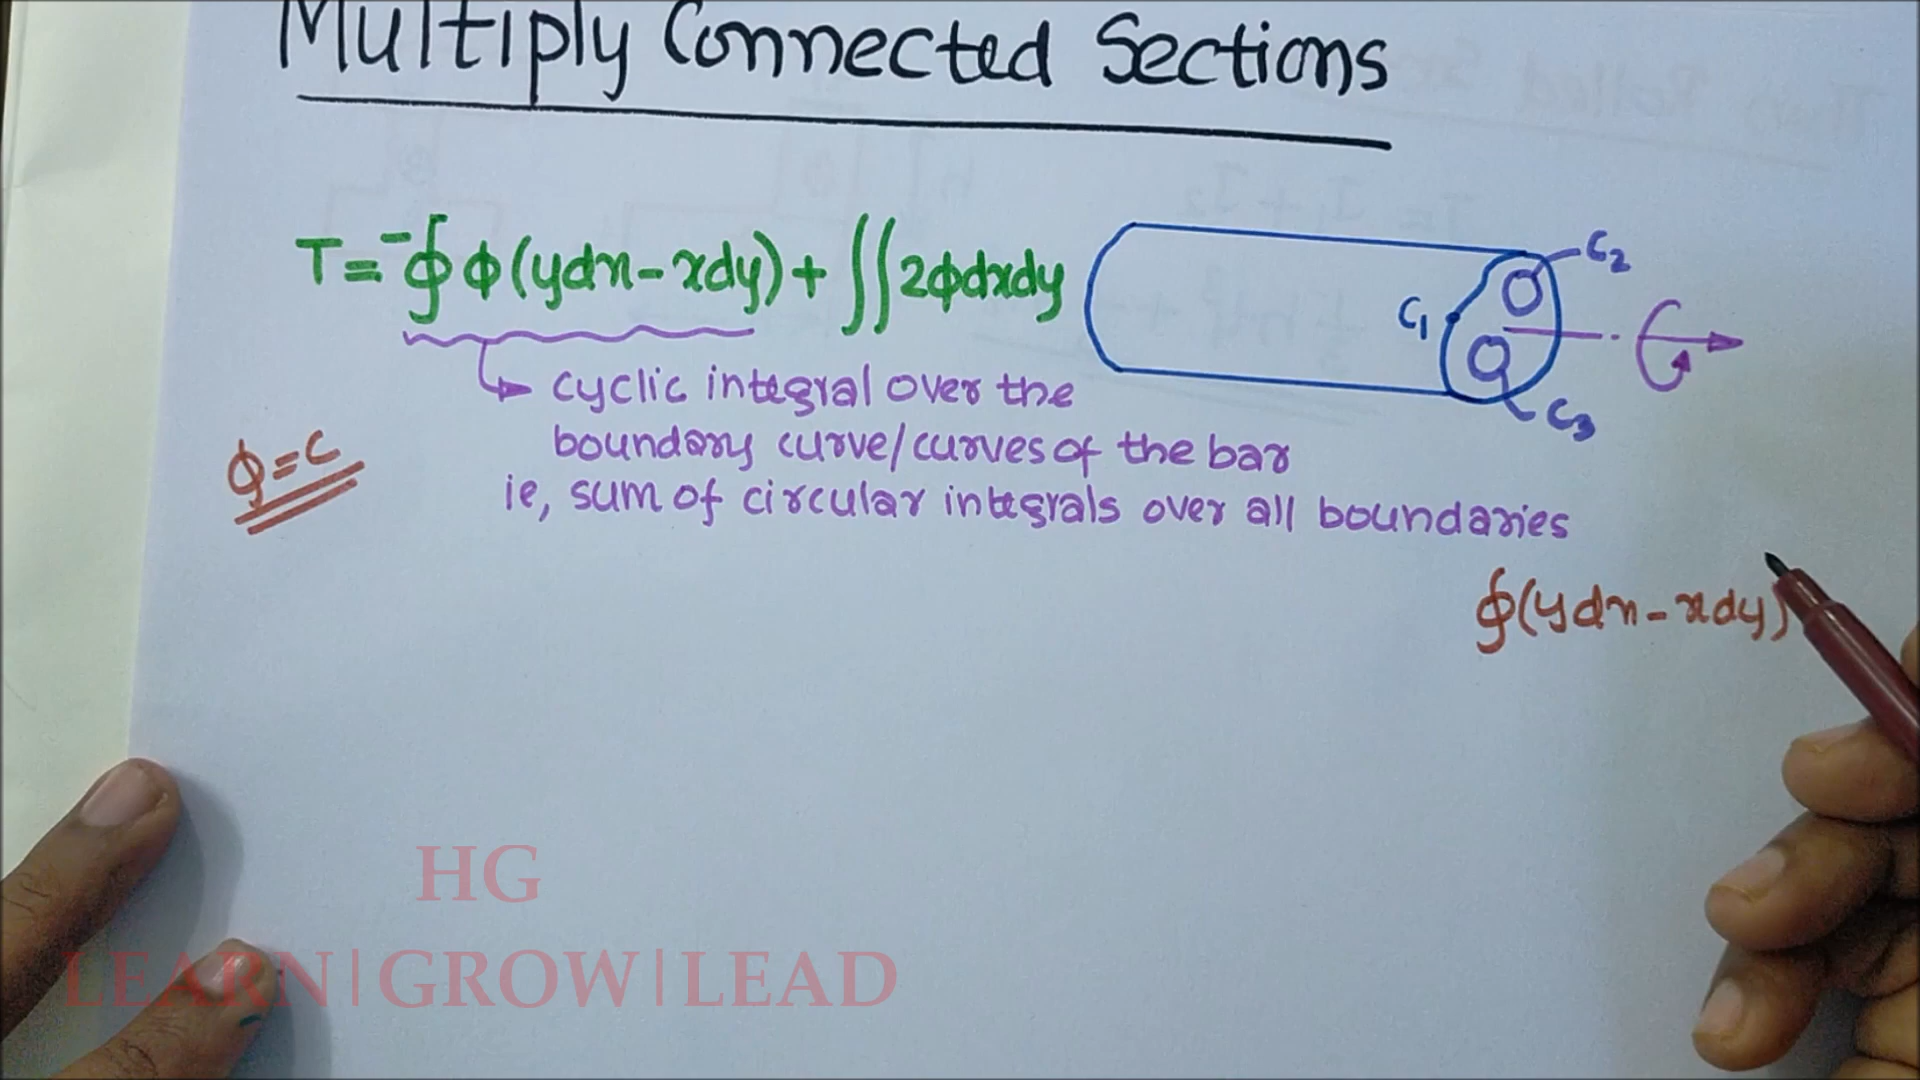 Multiply Connected Sections
T = -∮ϕ(ydx-xdy) + ∬2ϕdxdy
C2
C1
C3
cyclic integral over the
boundary curve/curves of the bar
ie, sum of circular integrals over all boundaries
ϕ=C
∮(ydx-xdy)
HG
LEARN|GROW|LEAD